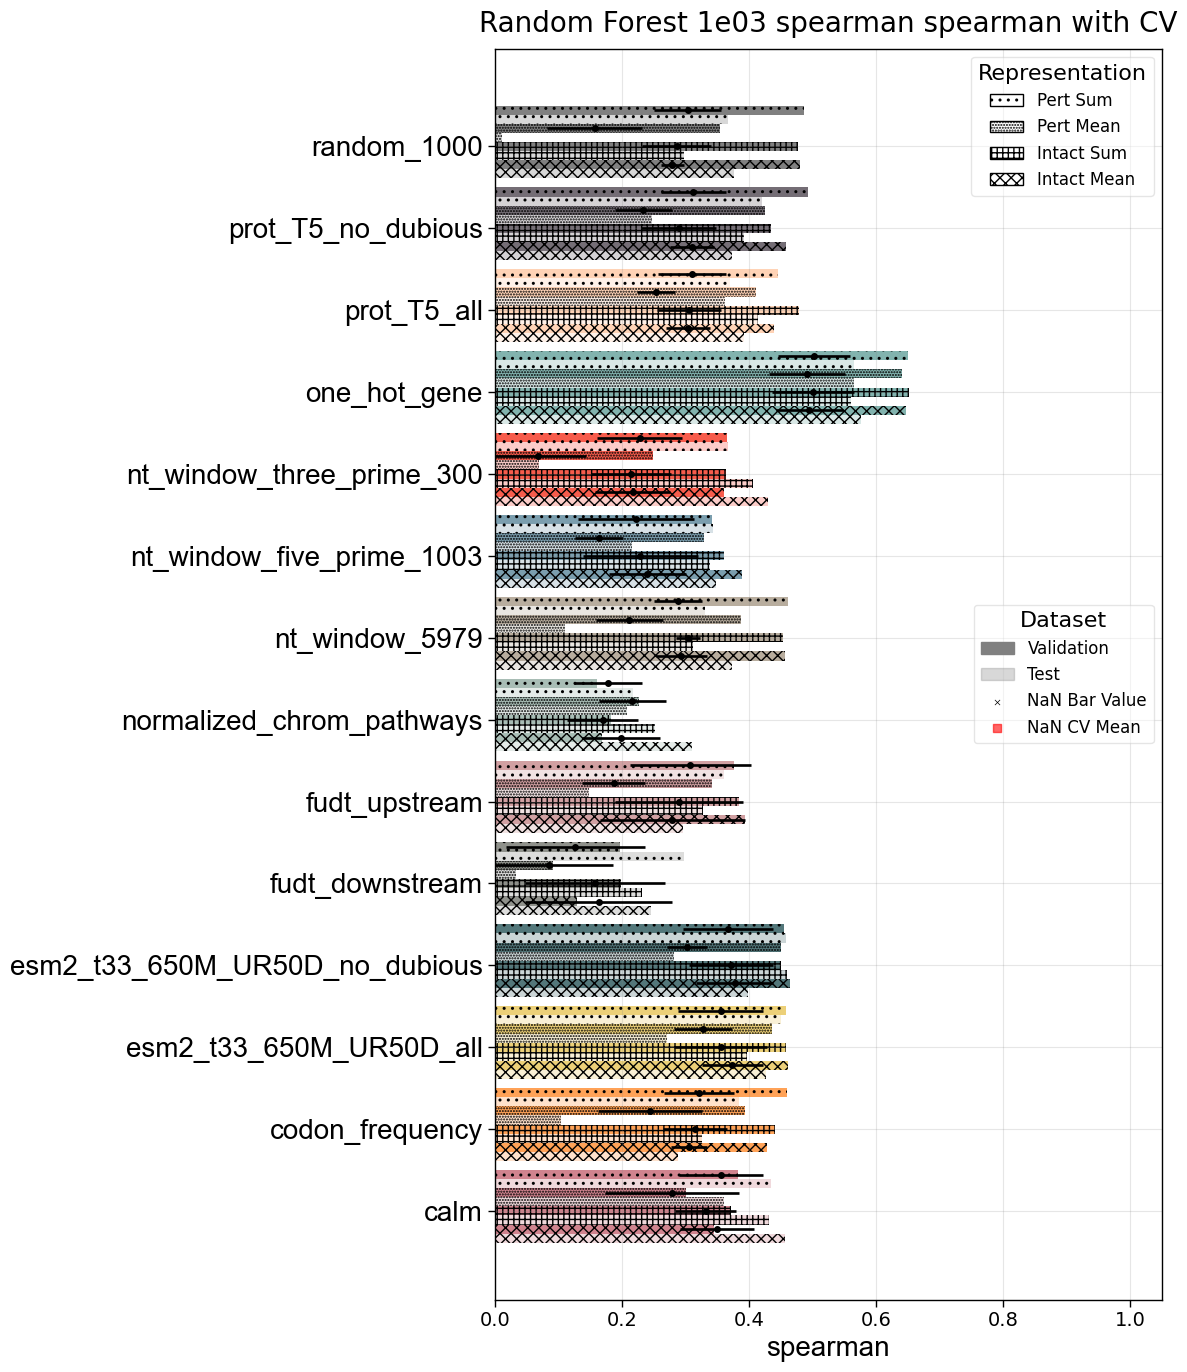 Random Forest 1e03 spearman spearman with CV
Representation
Pert Sum
Pert Mean
Intact Sum
Intact Mean
random_1000
prot_T5_no_dubious
prot_T5_all
one_hot_gene
nt_window_three_prime_300
nt_window_five_prime_1003
nt_window_5979
normalized_chrom_pathways
fudt_upstream
fudt_downstream
esm2_t33_650M_UR50D_no_dubious
esm2_t33_650M_UR50D_all
codon_frequency
calm
Dataset
Validation
Test
NaN Bar Value
NaN CV Mean
0.0 0.2 0.4 0.6 0.8 1.0
spearman